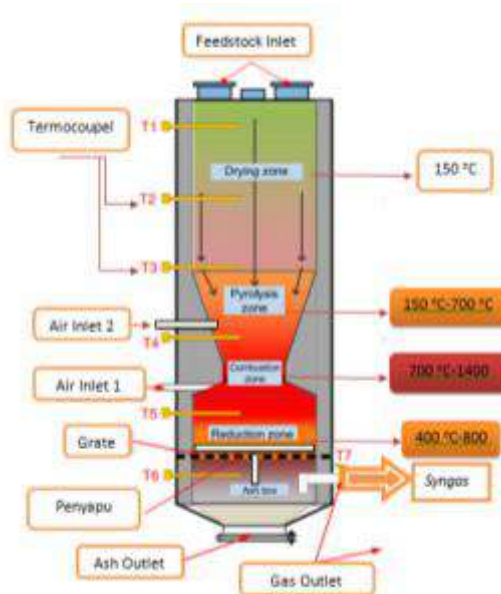 Feedstock Inlet
T1
Termocoupel
Drying zone
150 °C
T2
T3
Pyrolysis zone
150 °C-700 °C
Air Inlet 2
T4
Combustion zone
700 °C-1400
Air Inlet 1
T5
Grate
Reduction zone
400 °C-800
T7
T6
Ash box
Syngas
Penyapu
Ash Outlet
Gas Outlet